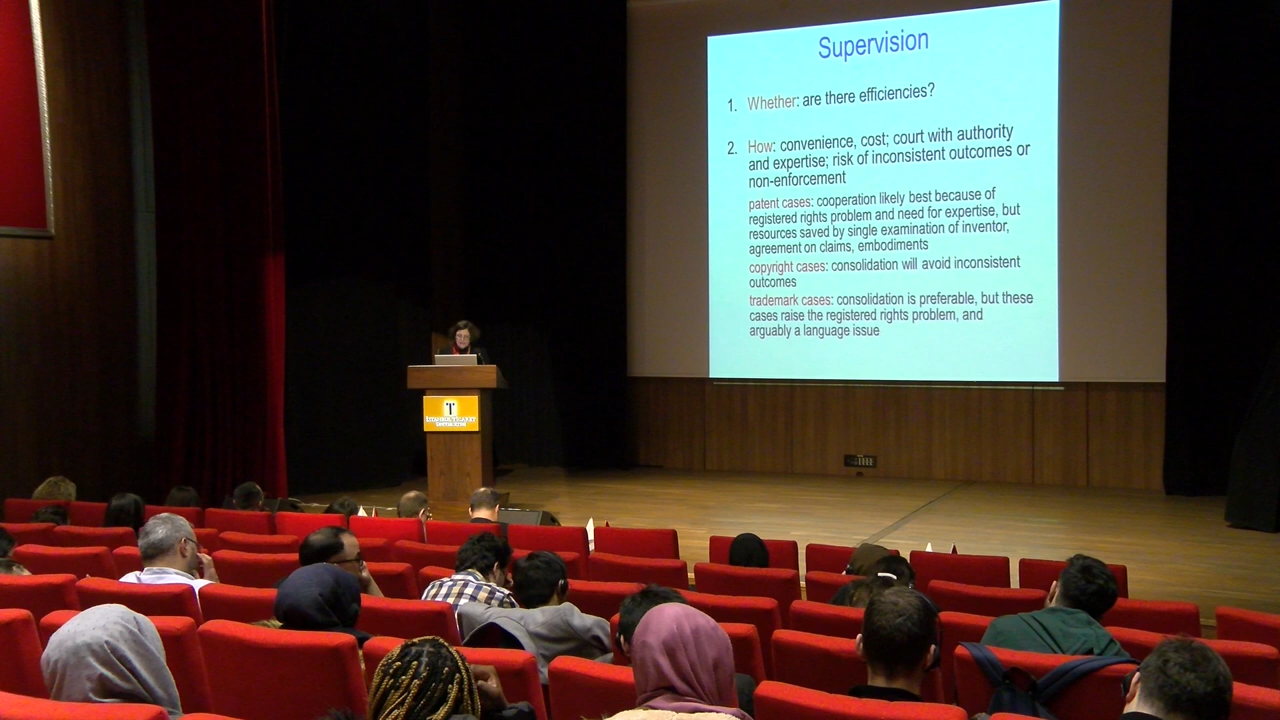 Supervision
1. Whether: are there efficiencies?
2. How: convenience, cost; court with authority
and expertise; risk of inconsistent outcomes or
non-enforcement
patent cases: cooperation likely best because of
registered rights problem and need for expertise, but
resources saved by single examination of inventor,
agreement on claims, embodiments
copyright cases: consolidation will avoid inconsistent
outcomes
trademark cases: consolidation is preferable, but these
cases raise the registered rights problem, and
arguably a language issue